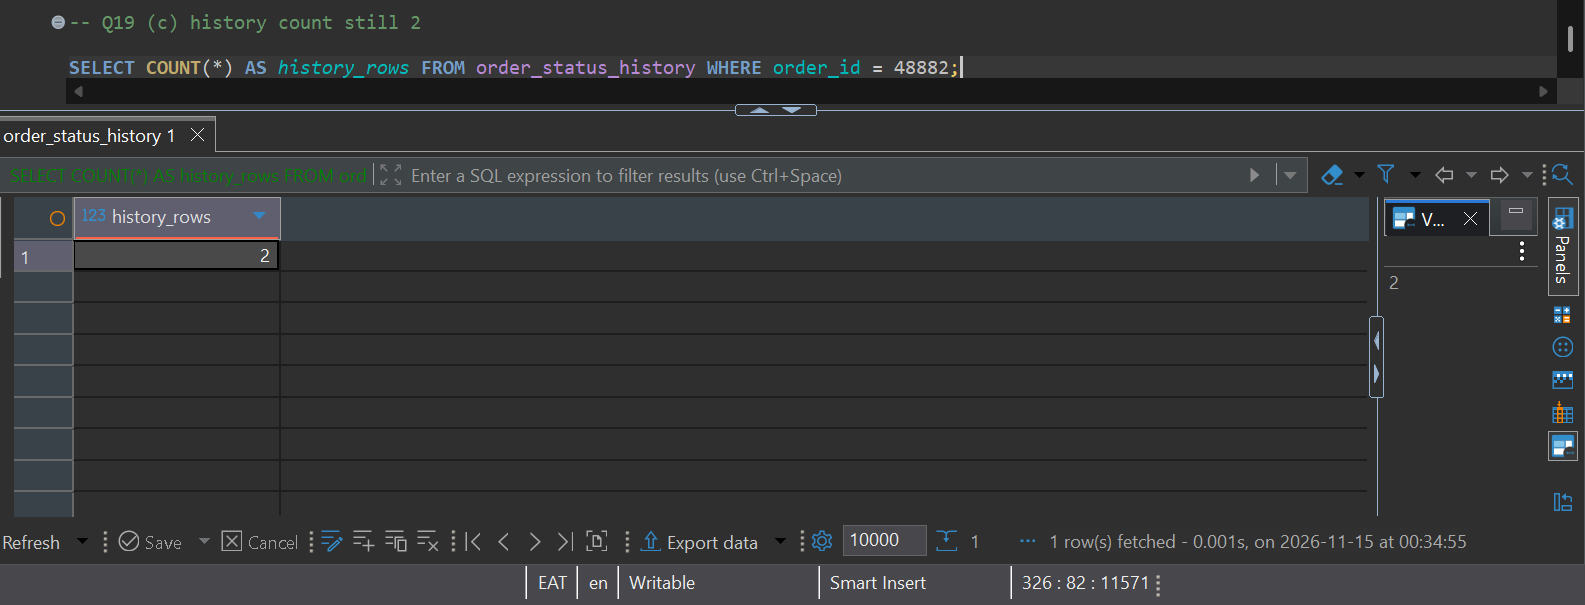 -- Q19 (c) history count still 2
SELECT COUNT(*) AS history_rows FROM order_status_history WHERE order_id = 48882;
order_status_history 1
SELECT COUNT(*) AS history_rows FROM ord
Enter a SQL expression to filter results (use Ctrl+Space)
123 history_rows
V...
Panels
1
2
2
Refresh
Save
Cancel
Export data
10000
1
... 1 row(s) fetched - 0.001s, on 2026-11-15 at 00:34:55
EAT
en
Writable
Smart Insert
326 : 82 : 11571